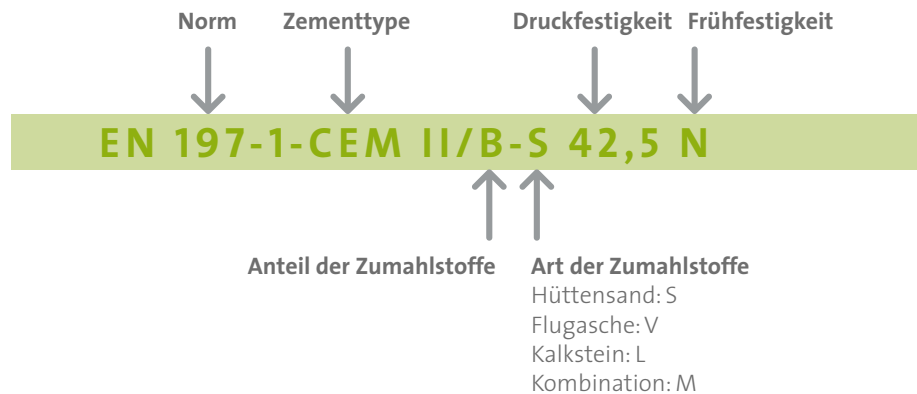 Norm Zementtype Druckfestigkeit Frühfestigkeit
EN 197-1-CEM II/B-S 42,5 N
Anteil der Zumahlstoffe Art der Zumahlstoffe
Hüttensand: S
Flugasche: V
Kalkstein: L
Kombination: M